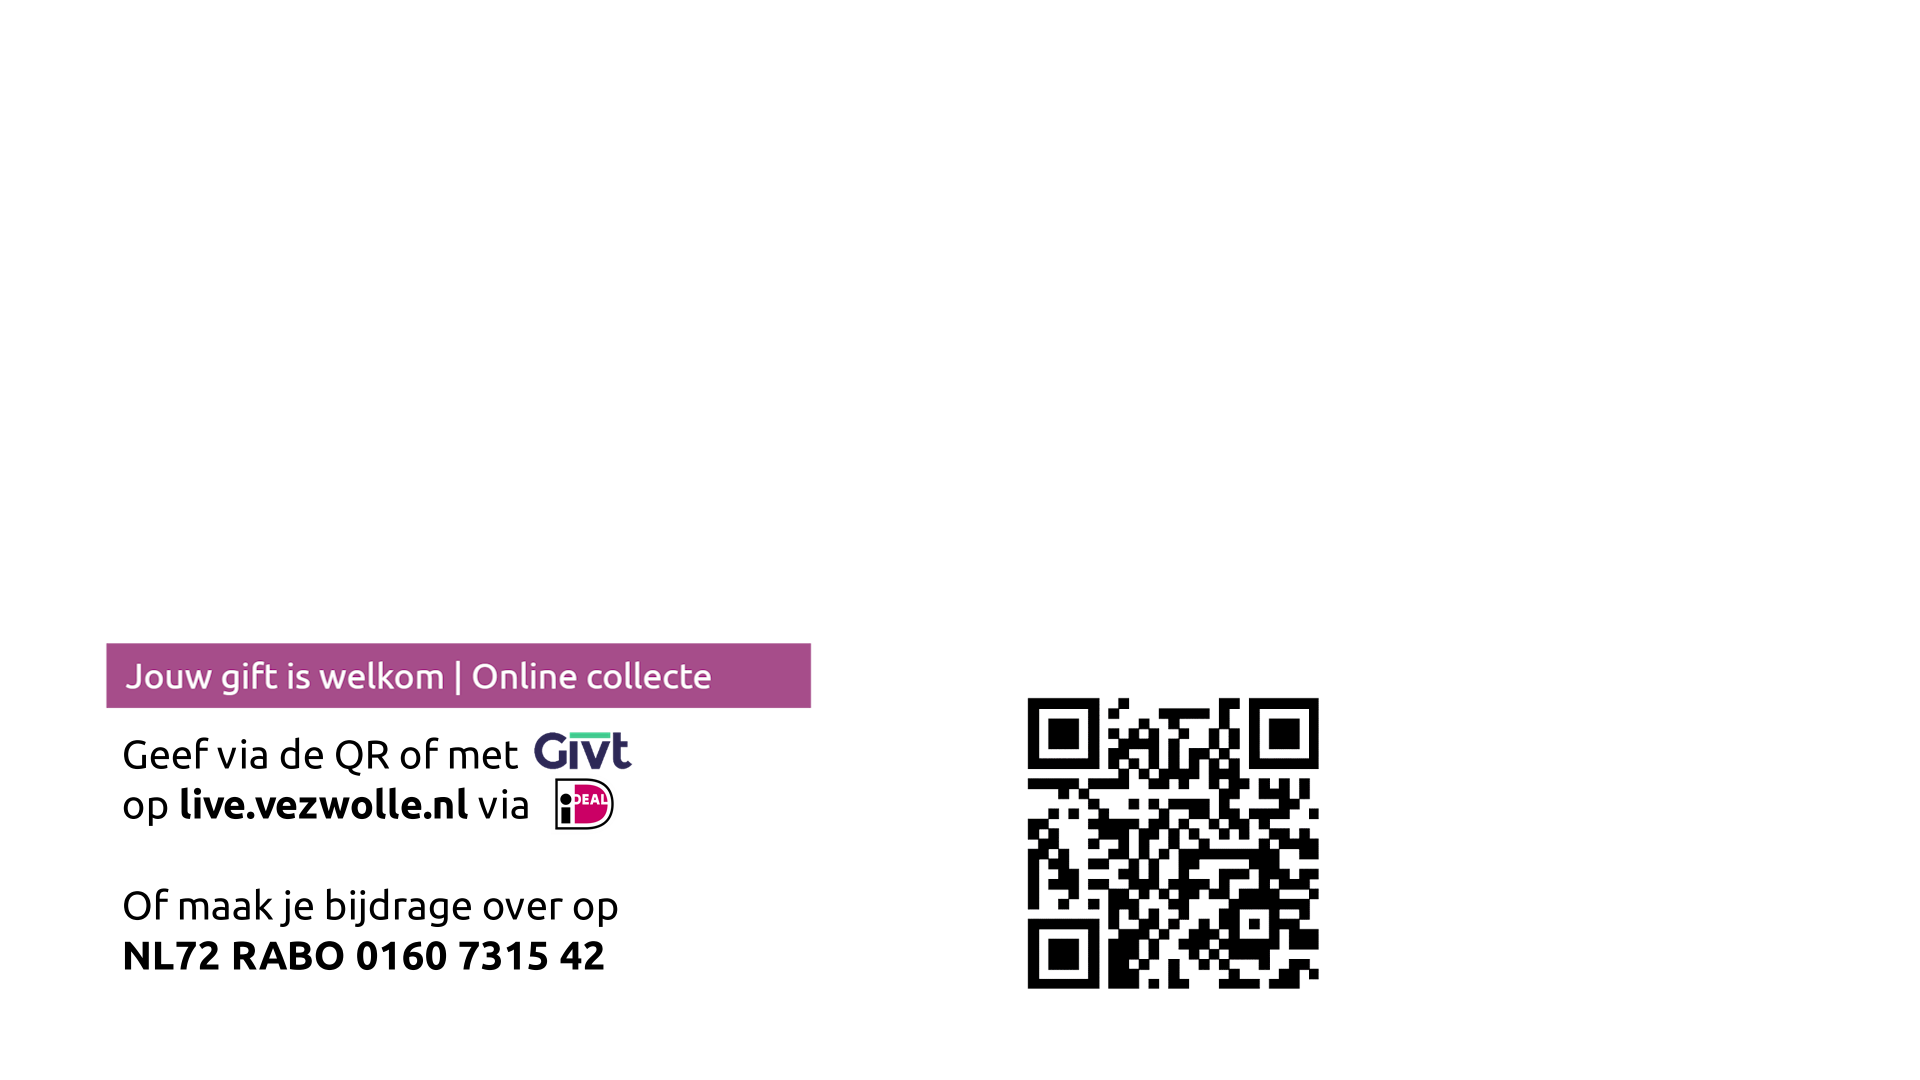 Jouw gift is welkom | Online collecte
Geef via de QR of met Givt
op live.vezwolle.nl via iDEAL
Of maak je bijdrage over op
NL72 RABO 0160 7315 42